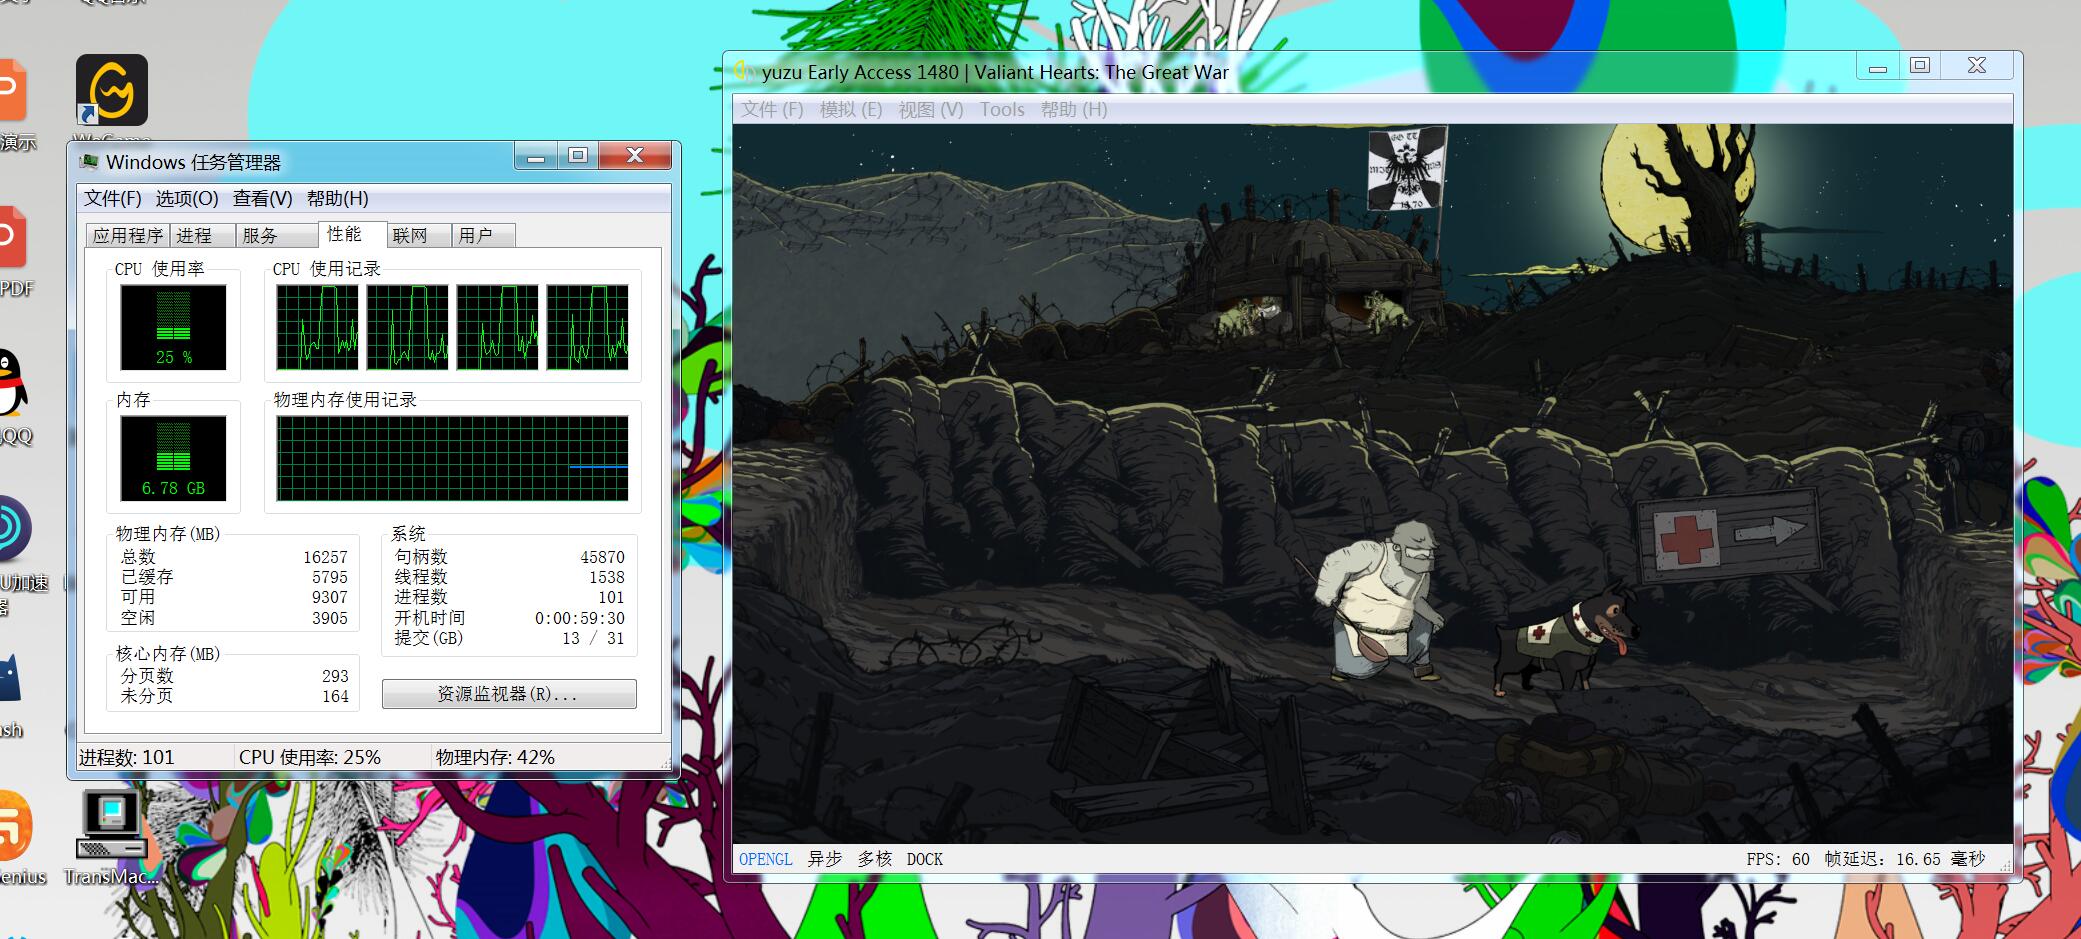 QQ音乐
演示
WeGame
PDF
QQ
U加速
器
ash
enius
TransMac...
Windows 任务管理器
文件(F) 选项(O) 查看(V) 帮助(H)
应用程序 进程 服务 性能 联网 用户
CPU 使用率 CPU 使用记录
25 %
内存 物理内存使用记录
6.78 GB
物理内存(MB)
总数 16257
已缓存 5795
可用 9307
空闲 3905
核心内存(MB)
分页数 293
未分页 164
系统
句柄数 45870
线程数 1538
进程数 101
开机时间 0:00:59:30
提交(GB) 13 / 31
资源监视器(R)...
进程数: 101 CPU 使用率: 25% 物理内存: 42%
yuzu Early Access 1480 | Valiant Hearts: The Great War
文件 (F) 模拟 (E) 视图 (V) Tools 帮助 (H)
OPENGL 异步 多核 DOCK FPS: 60 帧延迟: 16.65 毫秒